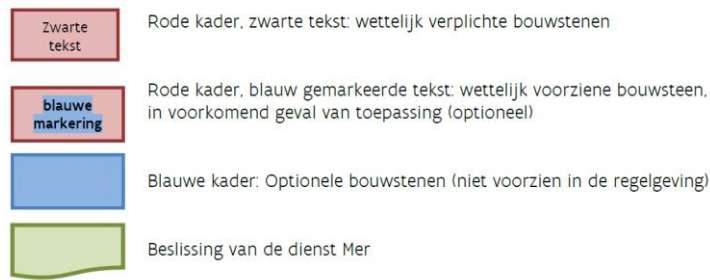 Zwarte
tekst
Rode kader, zwarte tekst: wettelijk verplichte bouwstenen
blauwe
markering
Rode kader, blauw gemarkeerde tekst: wettelijk voorziene bouwsteen,
in voorkomend geval van toepassing (optioneel)
Blauwe kader: Optionele bouwstenen (niet voorzien in de regelgeving)
Beslissing van de dienst Mer